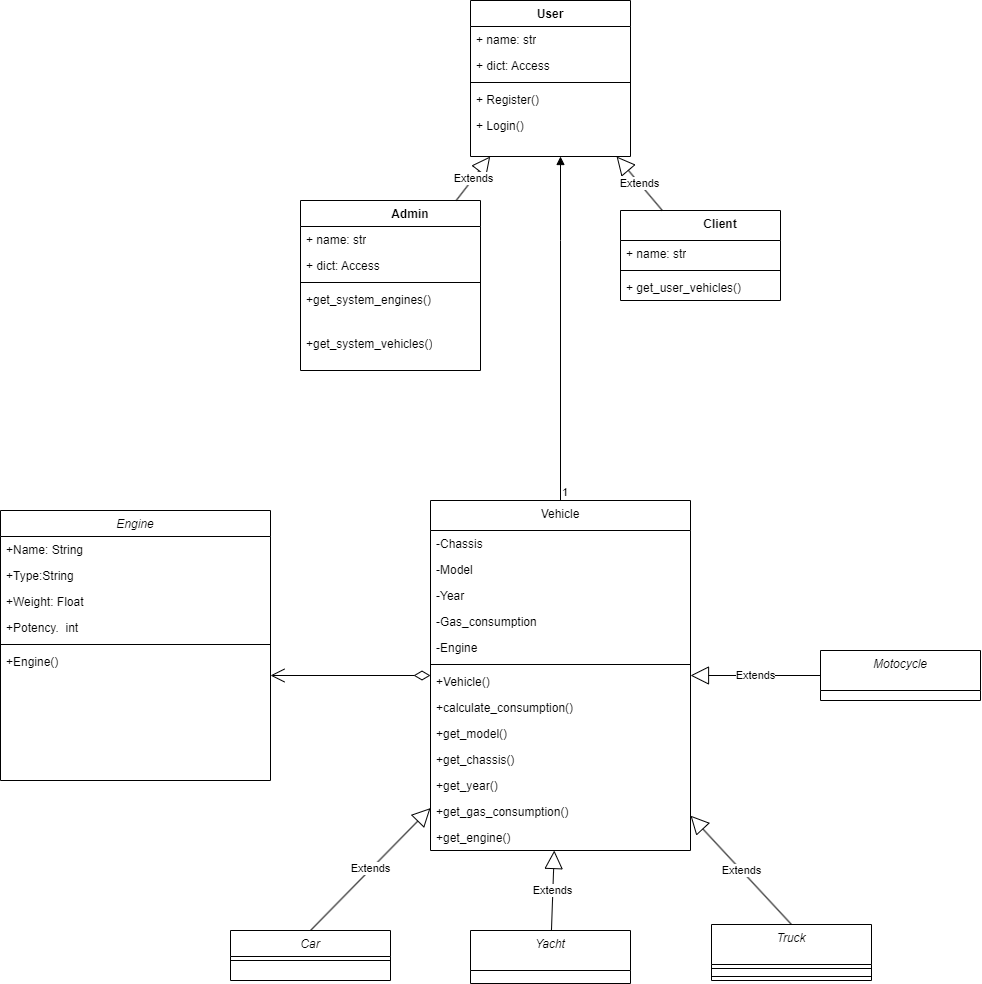 User
+ name: str
+ dict: Access
+ Register()
+ Login()
Extends
Extends
Admin
+ name: str
+ dict: Access
+get_system_engines()
+get_system_vehicles()
Client
+ name: str
+ get_user_vehicles()
1
Engine
+Name: String
+Type:String
+Weight: Float
+Potency.  int
+Engine()
Vehicle
-Chassis
-Model
-Year
-Gas_consumption
-Engine
+Vehicle()
+calculate_consumption()
+get_model()
+get_chassis()
+get_year()
+get_gas_consumption()
+get_engine()
Extends
Motocycle
Extends
Extends
Extends
Car
Yacht
Truck